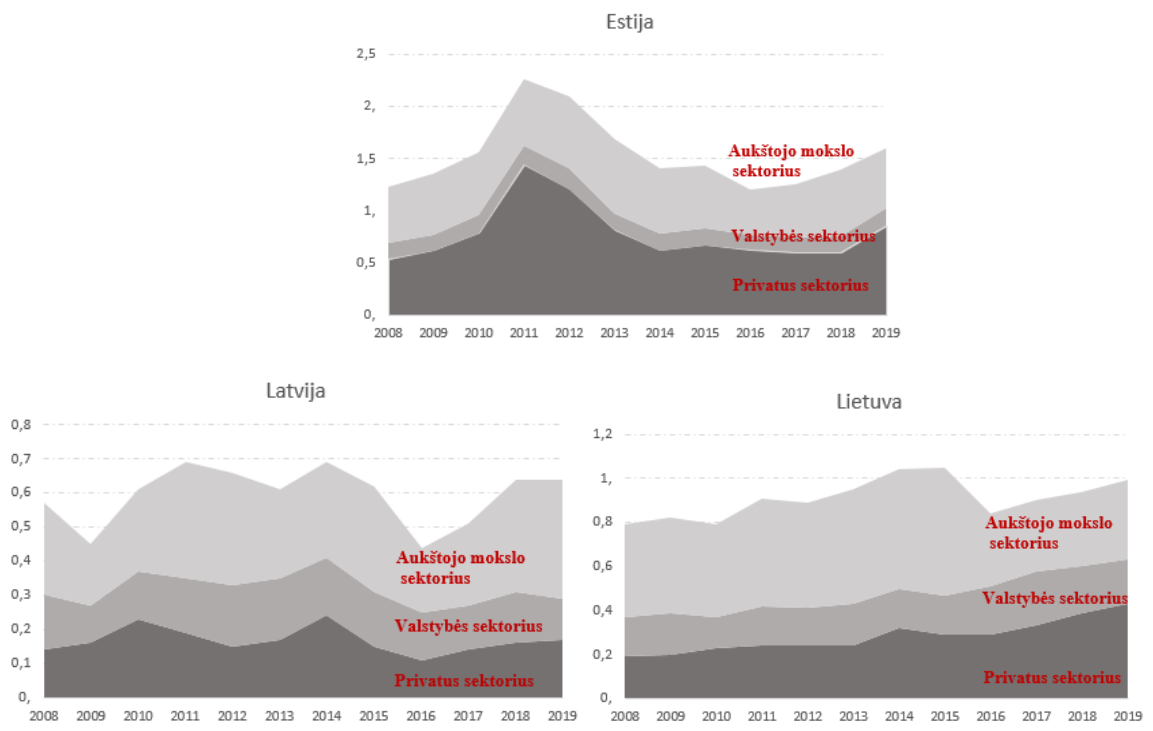 Estija
2,5
2,
1,5
1,
0,5
0,
Aukštojo mokslo
sektorius
Valstybės sektorius
Privatus sektorius
2008 2009 2010 2011 2012 2013 2014 2015 2016 2017 2018 2019
Latvija
0,8
0,7
0,6
0,5
0,4
0,3
0,2
0,1
0,
Aukštojo mokslo
sektorius
Valstybės sektorius
Privatus sektorius
2008 2009 2010 2011 2012 2013 2014 2015 2016 2017 2018 2019
Lietuva
1,2
1,
0,8
0,6
0,4
0,2
0,
Aukštojo mokslo
sektorius
Valstybės sektorius
Privatus sektorius
2008 2009 2010 2011 2012 2013 2014 2015 2016 2017 2018 2019